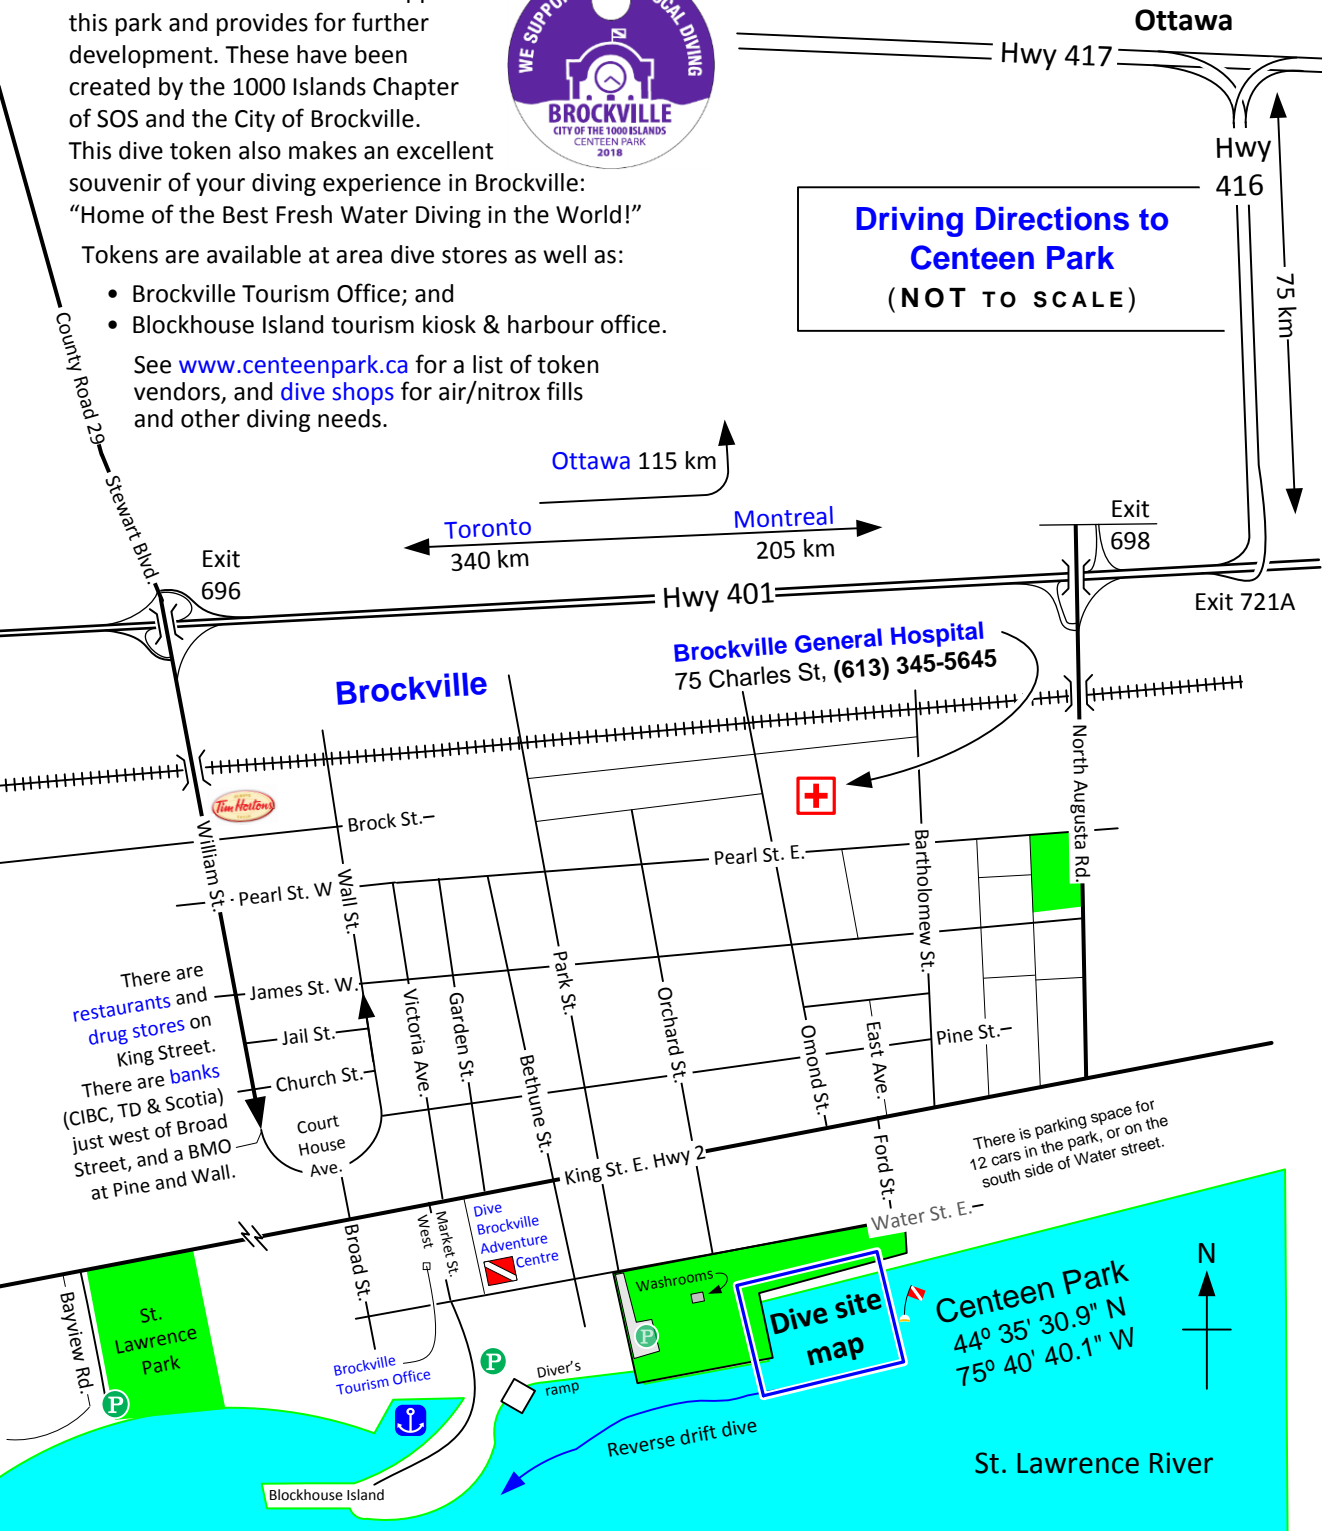 this park and provides for further
development. These have been
created by the 1000 Islands Chapter
of SOS and the City of Brockville.
This dive token also makes an excellent
souvenir of your diving experience in Brockville:
“Home of the Best Fresh Water Diving in the World!”
Tokens are available at area dive stores as well as:
• Brockville Tourism Office; and
• Blockhouse Island tourism kiosk & harbour office.
See www.centeenpark.ca for a list of token
vendors, and dive shops for air/nitrox fills
and other diving needs.
WE SUPPORT LOCAL DIVING
BROCKVILLE
CITY OF THE 1000 ISLANDS
CENTEEN PARK
2018
Ottawa
Hwy 417
Hwy
416
75 km
Driving Directions to
Centeen Park
(NOT TO SCALE)
County Road 29
Stewart Blvd.
Ottawa 115 km
Toronto
340 km
Montreal
205 km
Exit
696
Exit
698
Hwy 401
Exit 721A
Brockville General Hospital
75 Charles St, (613) 345-5645
Brockville
Tim Hortons
Brock St.
William St.
Pearl St. W
Wall St.
Pearl St. E.
Bartholomew St.
North Augusta Rd.
There are
restaurants and
drug stores on
King Street.
There are banks
(CIBC, TD & Scotia)
just west of Broad
Street, and a BMO
at Pine and Wall.
James St. W.
Jail St.
Church St.
Court
House
Ave.
Victoria Ave.
Garden St.
Bethune St.
Park St.
Orchard St.
Omond St.
East Ave.
Pine St.
King St. E. Hwy 2
Ford St.
There is parking space for
12 cars in the park, or on the
south side of Water street.
Water St. E.
Broad St.
West
Market St.
Dive
Brockville
Adventure
Centre
Bayview Rd.
St.
Lawrence
Park
P
Brockville
Tourism Office
P
Diver’s
ramp
Washrooms
P
Dive site
map
Centeen Park
44º 35' 30.9" N
75º 40' 40.1" W
N
Reverse drift dive
Blockhouse Island
St. Lawrence River